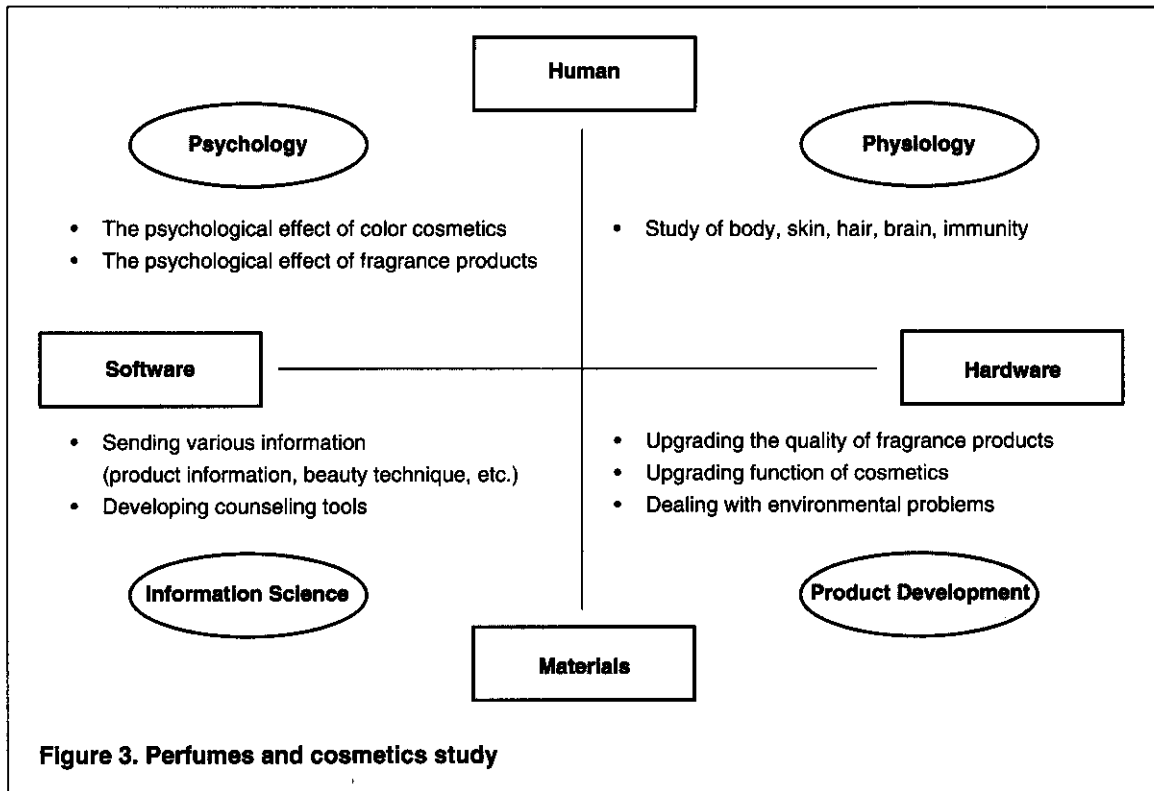 Human
Psychology
Physiology
• The psychological effect of color cosmetics
• The psychological effect of fragrance products
• Study of body, skin, hair, brain, immunity
Software
Hardware
• Sending various information
(product information, beauty technique, etc.)
• Developing counseling tools
• Upgrading the quality of fragrance products
• Upgrading function of cosmetics
• Dealing with environmental problems
Information Science
Product Development
Materials
Figure 3. Perfumes and cosmetics study